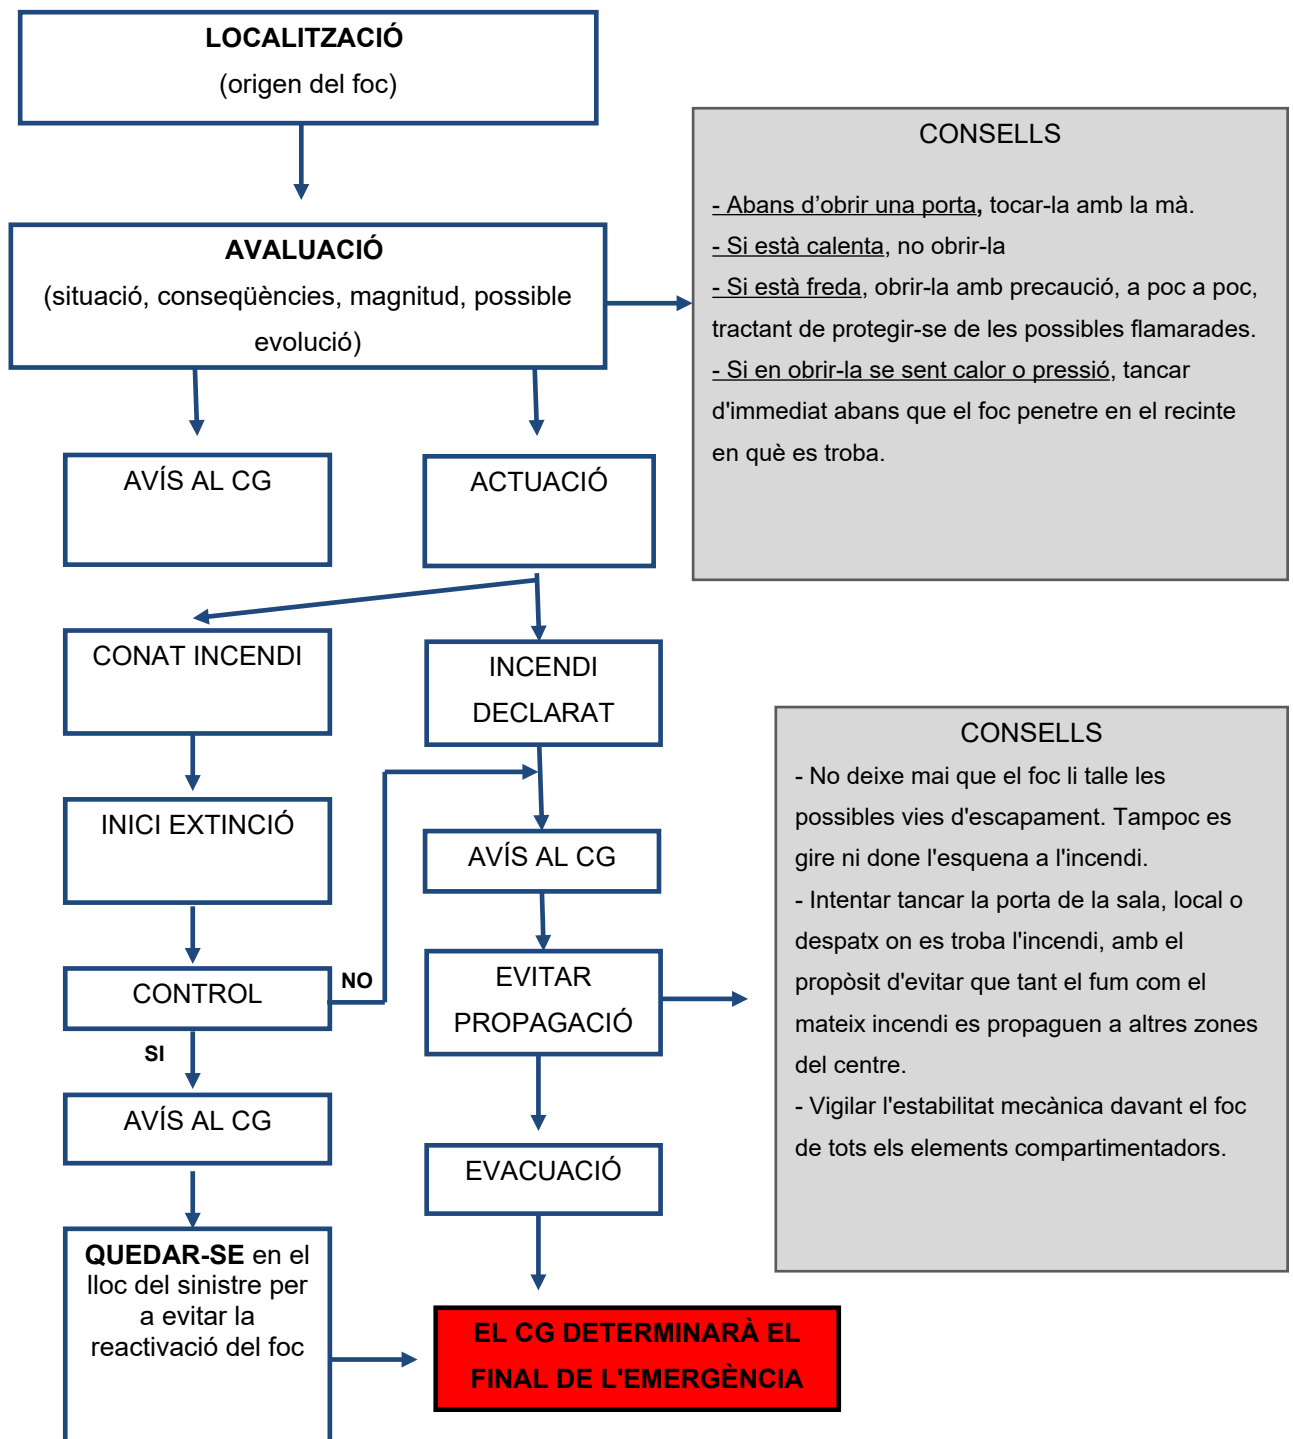 LOCALITZACIÓ
(origen del foc)
CONSELLS
- Abans d’obrir una porta, tocar-la amb la mà.
- Si està calenta, no obrir-la
- Si està freda, obrir-la amb precaució, a poc a poc,
tractant de protegir-se de les possibles flamarades.
- Si en obrir-la se sent calor o pressió, tancar
d'immediat abans que el foc penetre en el recinte
en què es troba.
AVALUACIÓ
(situació, conseqüències, magnitud, possible
evolució)
AVÍS AL CG
ACTUACIÓ
CONAT INCENDI
INCENDI
DECLARAT
INICI EXTINCIÓ
AVÍS AL CG
CONSELLS
- No deixe mai que el foc li talle les
possibles vies d'escapament. Tampoc es
gire ni done l'esquena a l'incendi.
- Intentar tancar la porta de la sala, local o
despatx on es troba l'incendi, amb el
propòsit d'evitar que tant el fum com el
mateix incendi es propaguen a altres zones
del centre.
- Vigilar l'estabilitat mecànica davant el foc
de tots els elements compartimentadors.
CONTROL
NO
EVITAR
PROPAGACIÓ
SI
AVÍS AL CG
EVACUACIÓ
QUEDAR-SE en el
lloc del sinistre per
a evitar la
reactivació del foc
EL CG DETERMINARÀ EL
FINAL DE L'EMERGÈNCIA